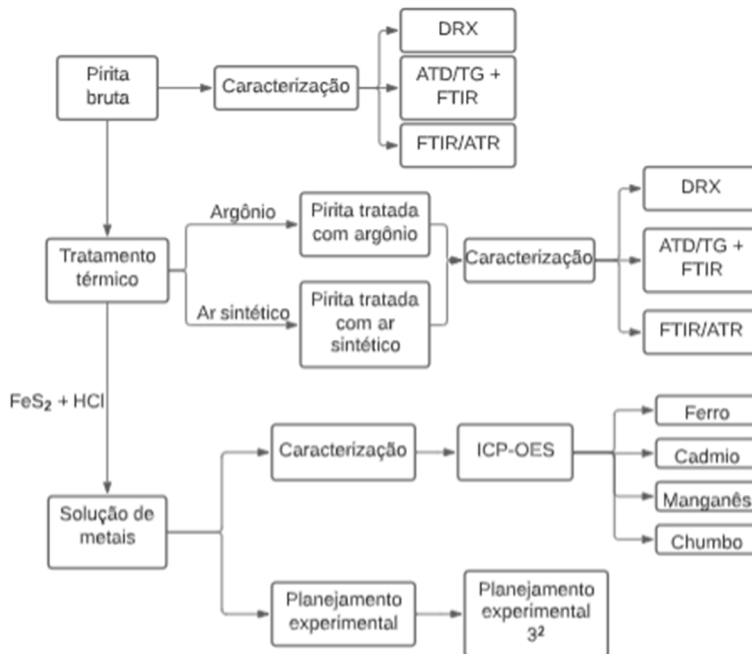 DRX
Pirita
bruta
Caracterização
ATD/TG +
FTIR
FTIR/ATR
Tratamento
térmico
Argônio
Pirita tratada
com argônio
Ar sintético
Pirita tratada
com ar
sintético
Caracterização
DRX
ATD/TG +
FTIR
FTIR/ATR
FeS₂ + HCl
Solução de
metais
Caracterização
ICP-OES
Ferro
Cadmio
Manganês
Chumbo
Planejamento
experimental
Planejamento
experimental
3²